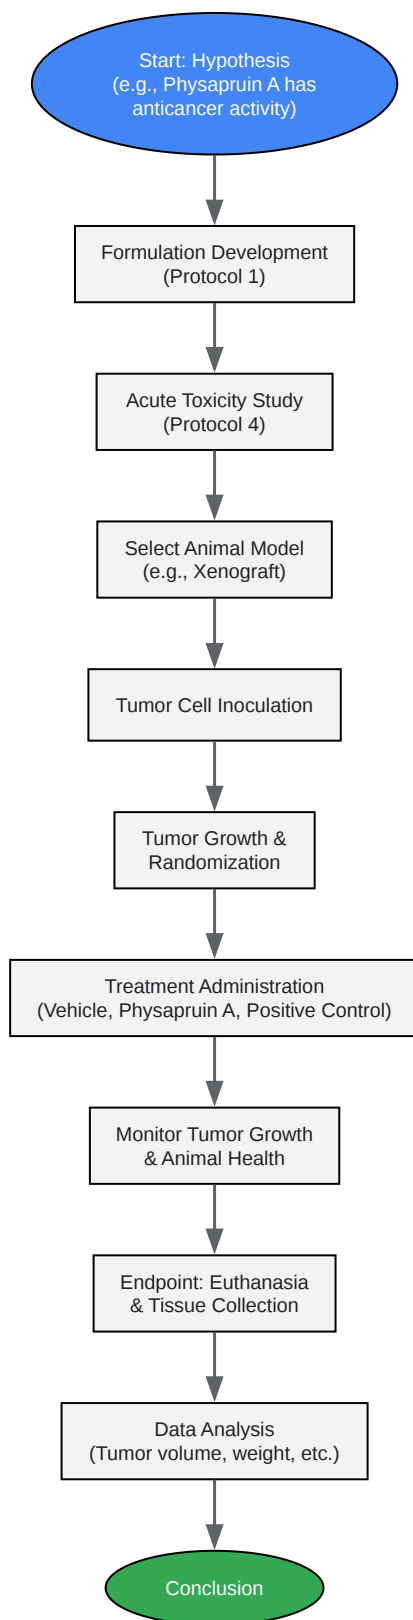 Start: Hypothesis
(e.g., Physapruin A has
anticancer activity)
Formulation Development
(Protocol 1)
Acute Toxicity Study
(Protocol 4)
Select Animal Model
(e.g., Xenograft)
Tumor Cell Inoculation
Tumor Growth &
Randomization
Treatment Administration
(Vehicle, Physapruin A, Positive Control)
Monitor Tumor Growth
& Animal Health
Endpoint: Euthanasia
& Tissue Collection
Data Analysis
(Tumor volume, weight, etc.)
Conclusion